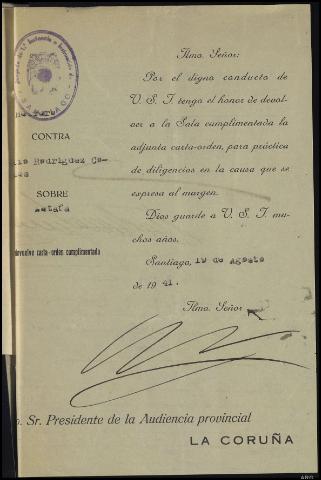 Ilmo. Señor:
Por el digno conducto de
V. S. I. tengo el honor de devol-
ver a la Sala cumplimentada la
adjunta carta-orden, para práctica
de diligencias en la causa que se
expresa al margen.
Dios guarde a V. S. I. mu-
chos años.
Santiago, 19 de Agosto
de 1941.
Ilmo. Señor
CONTRA
Rodriguez Ca-
SOBRE
estafa
devuelve carta-orden cumplimentada
o. Sr. Presidente de la Audiencia provincial
LA CORUÑA